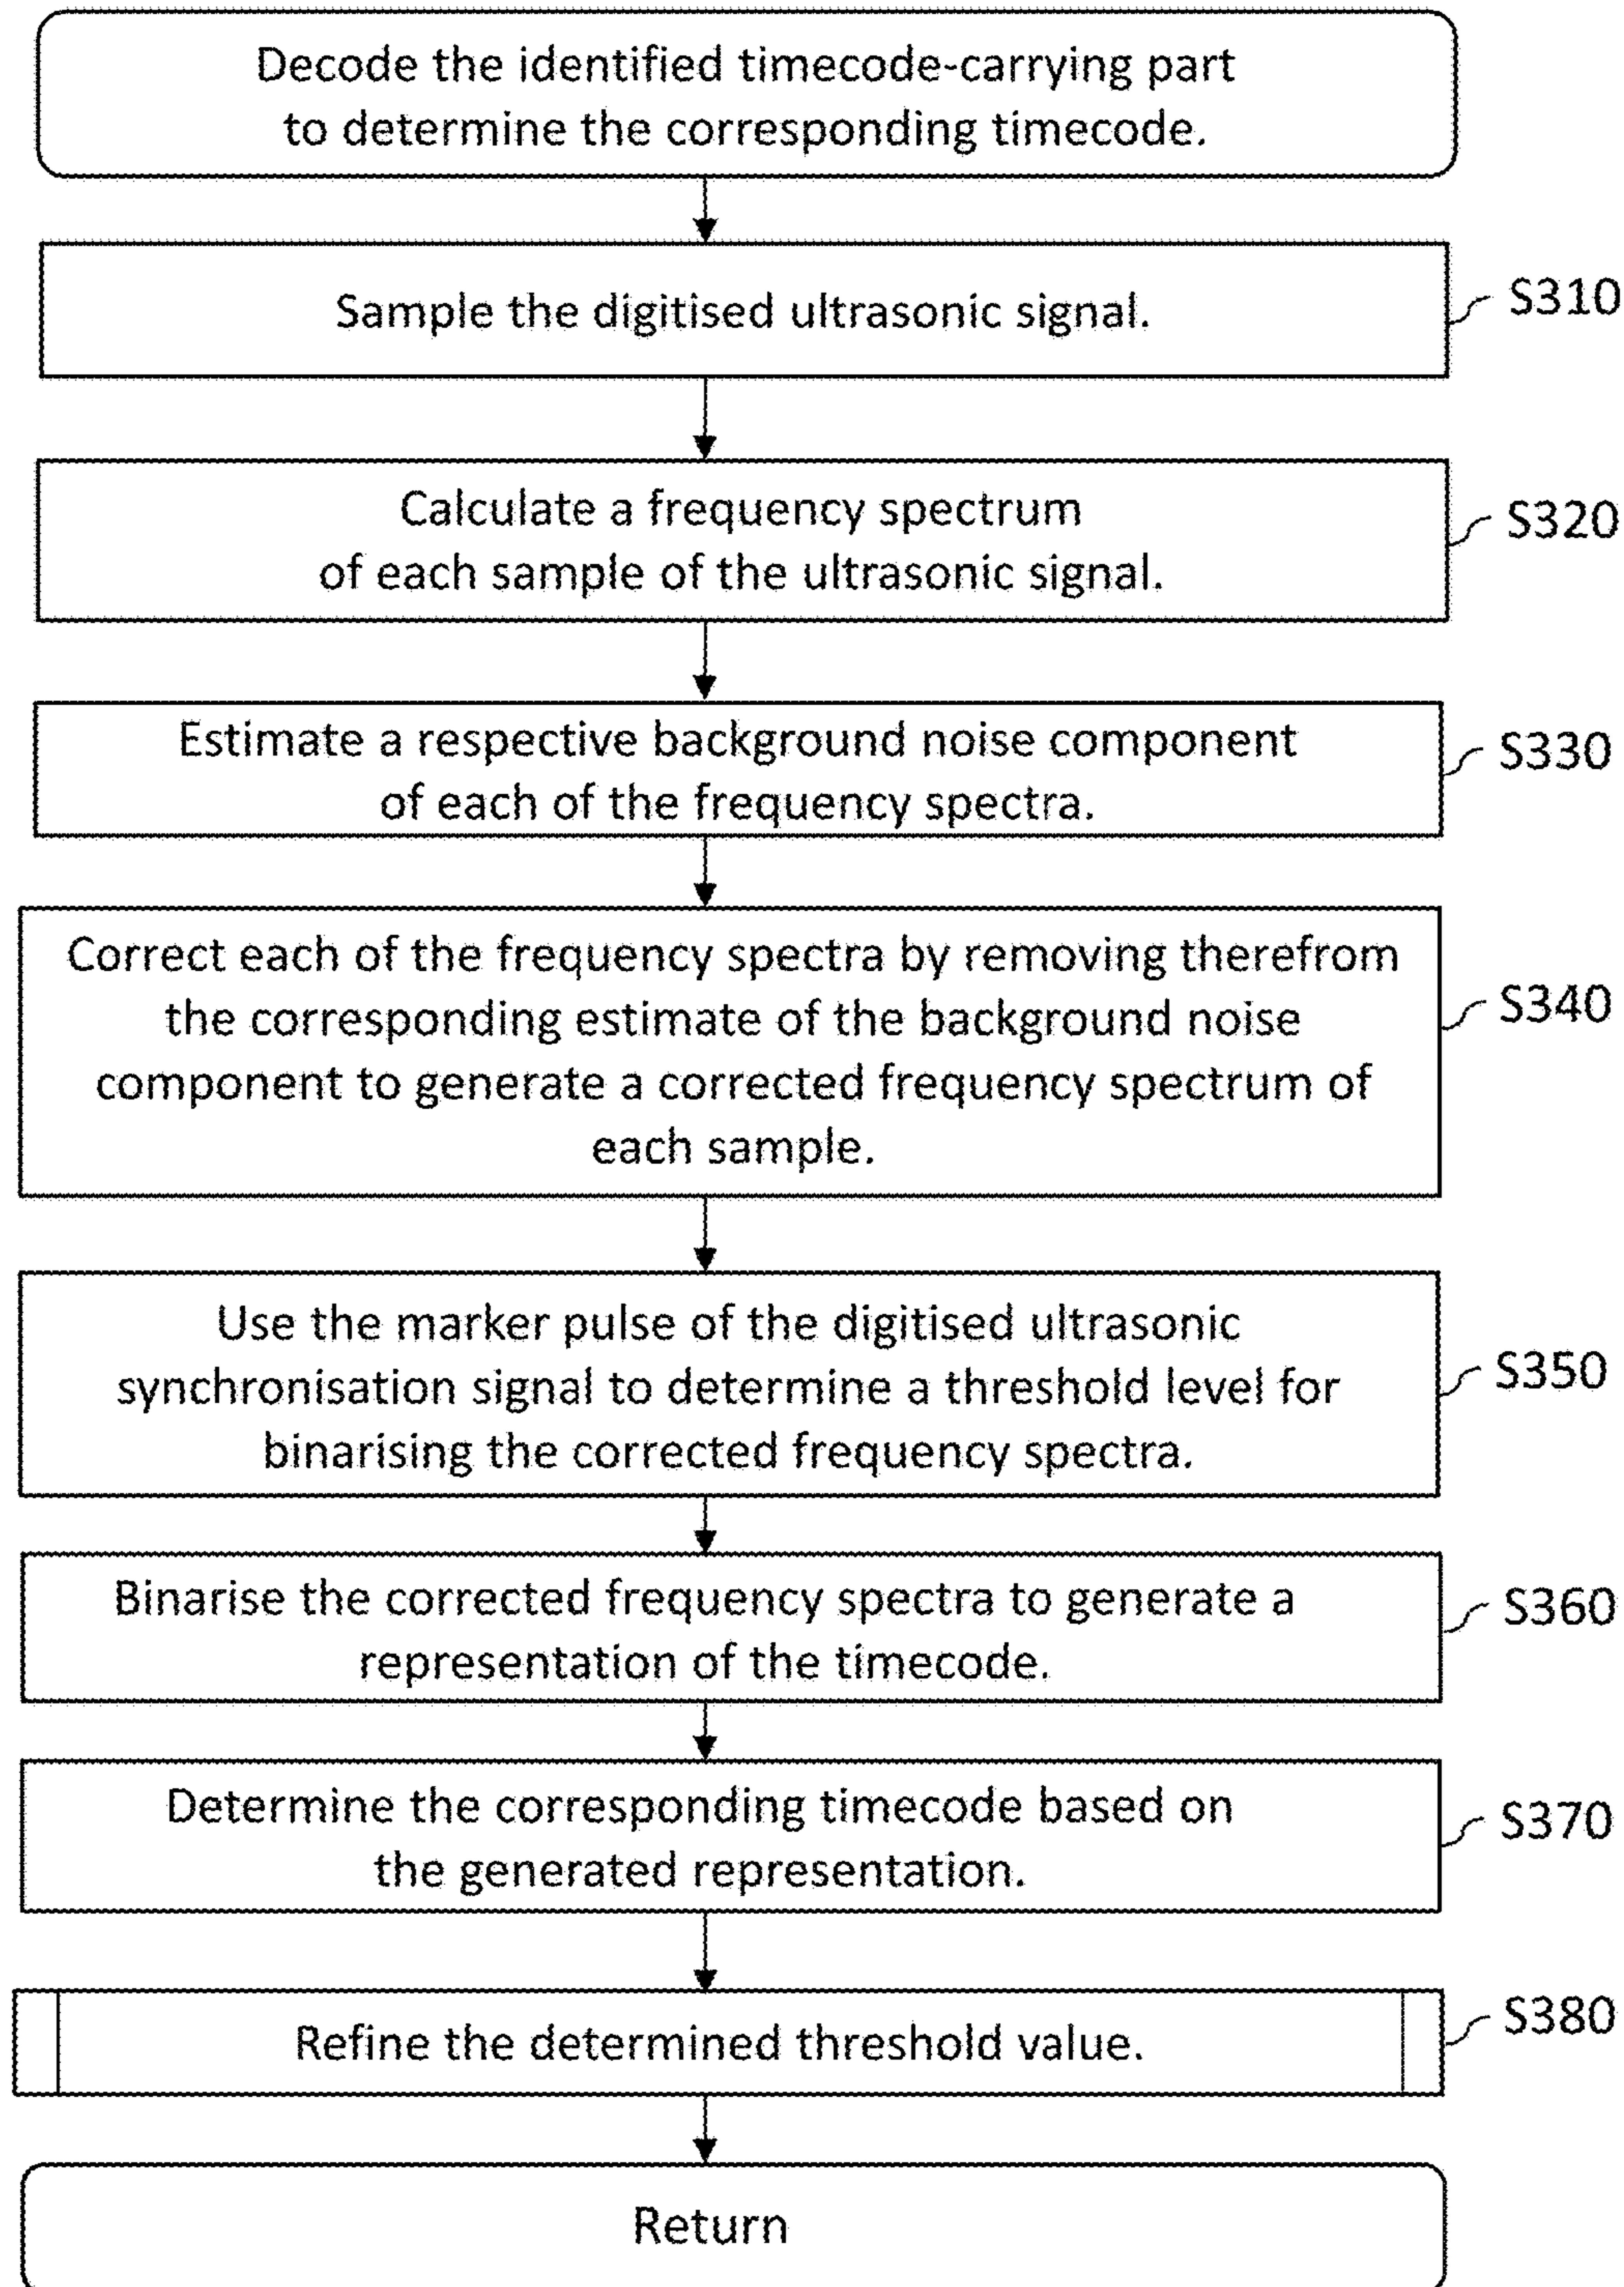 Decode the identified timecode-carrying part
to determine the corresponding timecode.
Sample the digitised ultrasonic signal.
S310
Calculate a frequency spectrum
of each sample of the ultrasonic signal.
S320
Estimate a respective background noise component
of each of the frequency spectra.
S330
Correct each of the frequency spectra by removing therefrom
the corresponding estimate of the background noise
component to generate a corrected frequency spectrum of
each sample.
S340
Use the marker pulse of the digitised ultrasonic
synchronisation signal to determine a threshold level for
binarising the corrected frequency spectra.
S350
Binarise the corrected frequency spectra to generate a
representation of the timecode.
S360
Determine the corresponding timecode based on
the generated representation.
S370
Refine the determined threshold value.
S380
Return